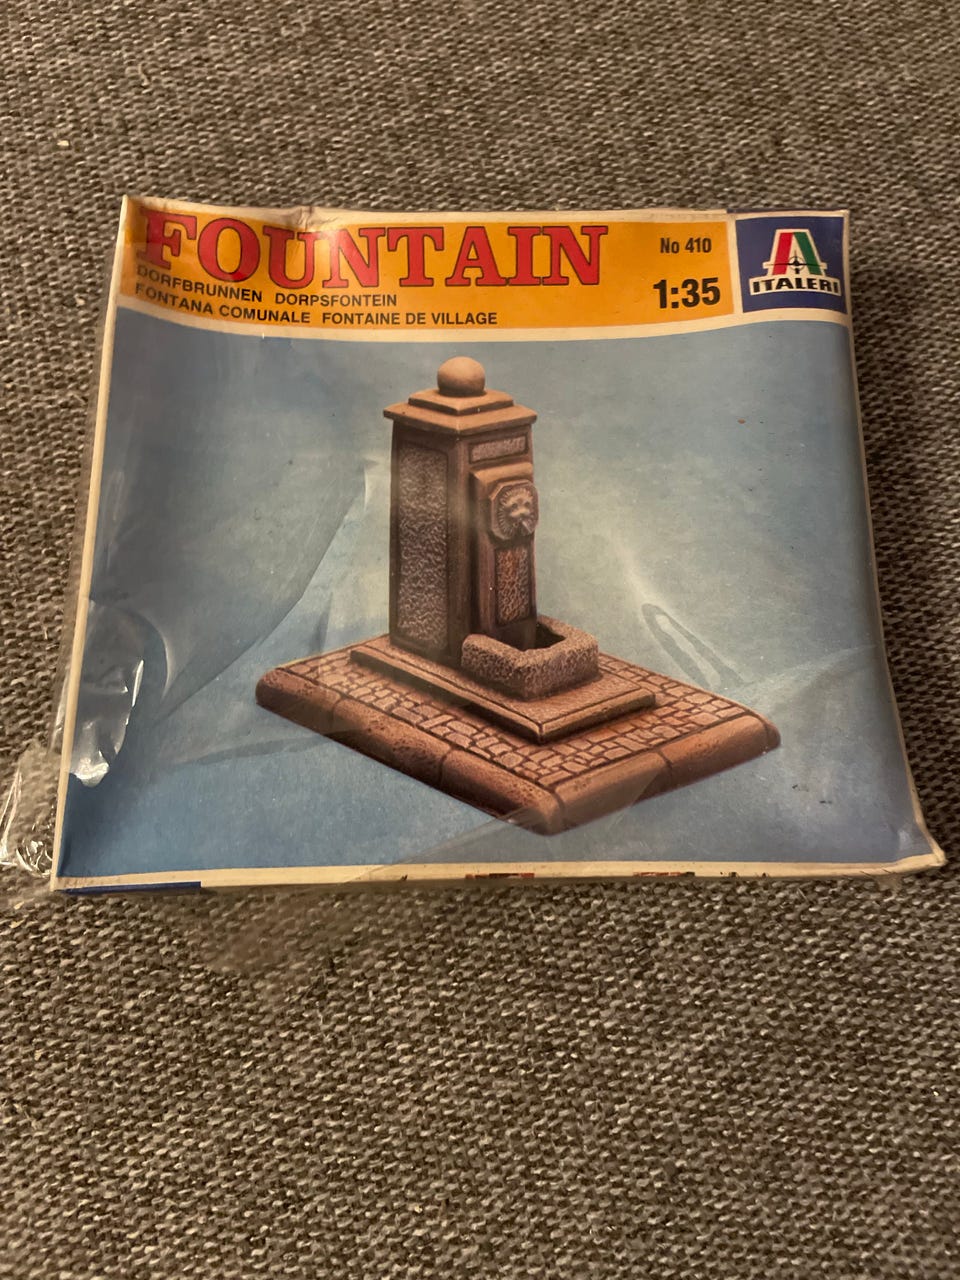 FOUNTAIN
No 410
1:35
ITALERI
DORFBRUNNEN DORPSFONTEIN
FONTANA COMUNALE FONTAINE DE VILLAGE